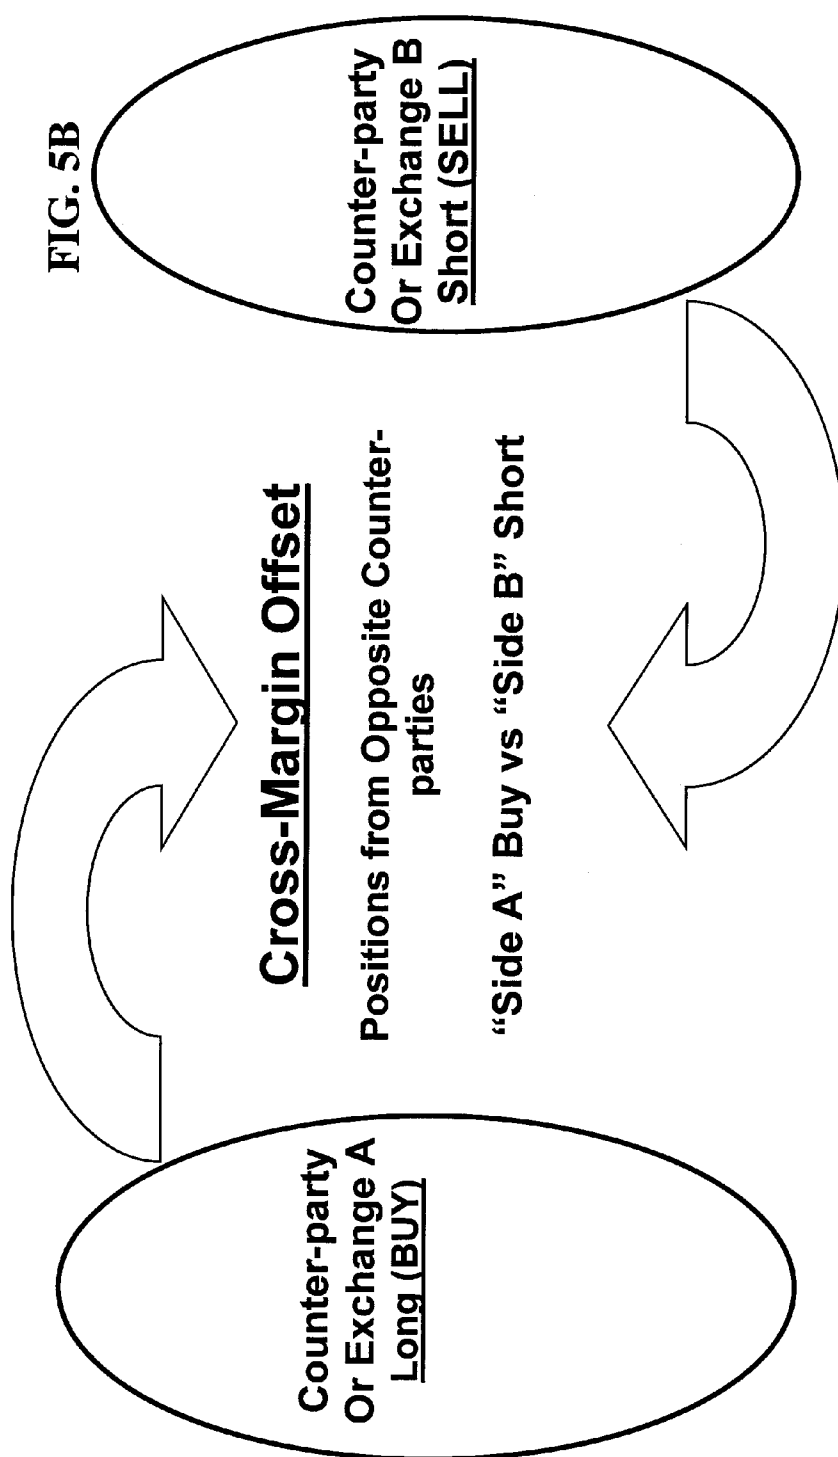 FIG. 5B
Counter-party
Or Exchange A
Long (BUY)
Cross-Margin Offset
Positions from Opposite Counter-
parties
“Side A” Buy vs “Side B” Short
Counter-party
Or Exchange B
Short (SELL)